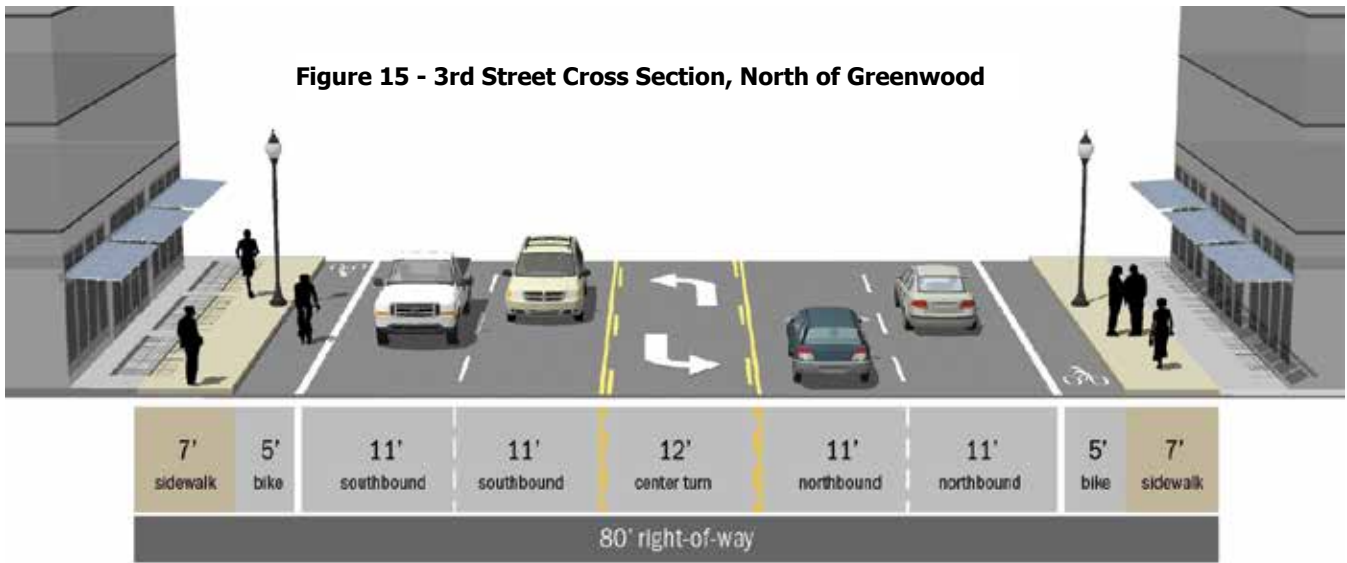 Figure 15 - 3rd Street Cross Section, North of Greenwood
7' 5' 11' 11' 12' 11' 11' 5' 7'
sidewalk bike southbound southbound center turn northbound northbound bike sidewalk
80' right-of-way